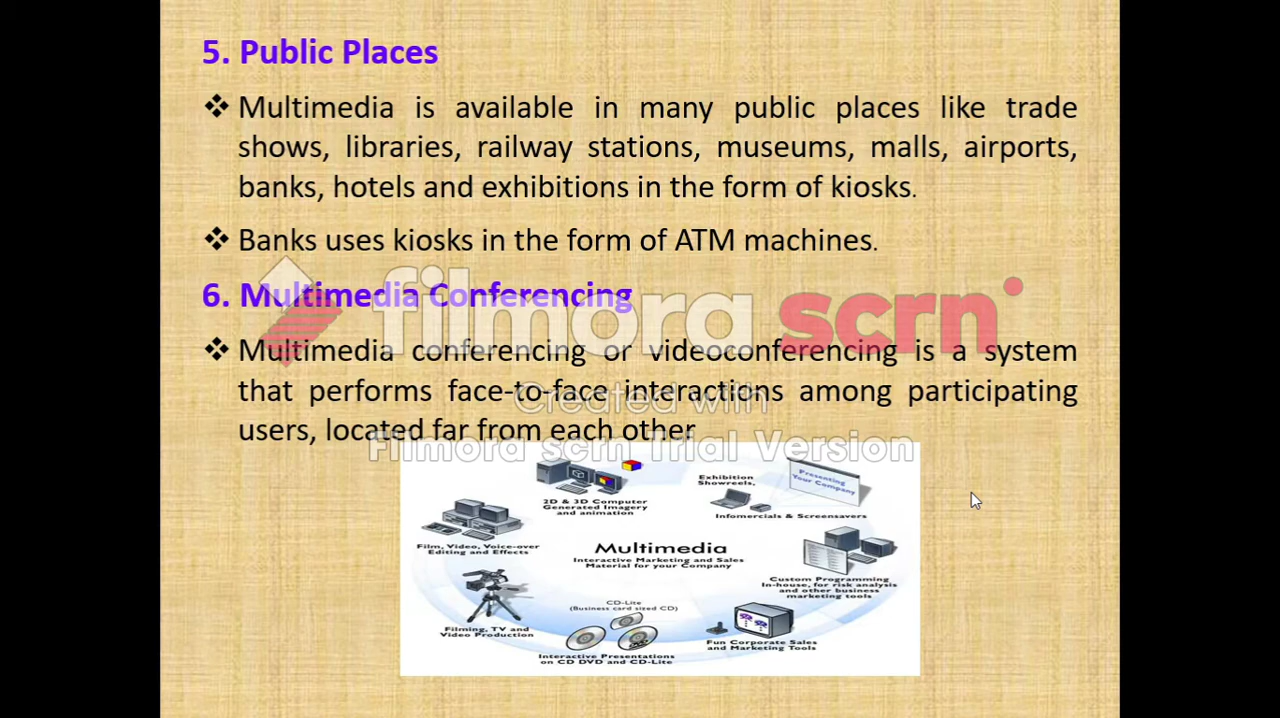 5. Public Places
❖ Multimedia is available in many public places like trade
shows, libraries, railway stations, museums, malls, airports,
banks, hotels and exhibitions in the form of kiosks.
❖ Banks uses kiosks in the form of ATM machines.
6. Multimedia Conferencing
filmora scrn
❖ Multimedia conferencing or videoconferencing is a system
that performs face-to-face interactions among participating
Created with
users, located far from each other
Filmora scrn Trial Version
2D & 3D Computer
Generated Imagery
and animation
Exhibition
Showreels,
Presenting
Your Company
Infomercials & Screensavers
Film, Video, Voice-over
Editing and Effects
Multimedia
Interactive Marketing and Sales
Material for your Company
Custom Programming
In-house, for risk analysis
and other business
marketing tools
Filming, TV and
Video Production
CD-Lite
(Business card sized CD)
Interactive Presentations
on CD DVD and CD-Lite
Fun Corporate Sales
and Marketing Tools